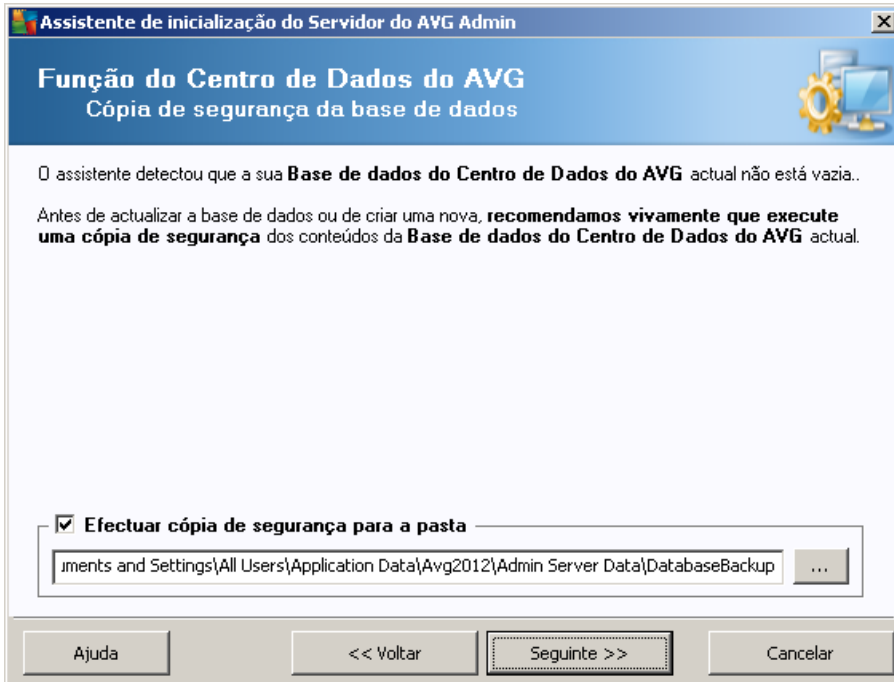 Assistente de inicialização do Servidor do AVG Admin
Função do Centro de Dados do AVG
Cópia de segurança da base de dados
O assistente detectou que a sua Base de dados do Centro de Dados do AVG actual não está vazia..
Antes de actualizar a base de dados ou de criar uma nova, recomendamos vivamente que execute
uma cópia de segurança dos conteúdos da Base de dados do Centro de Dados do AVG actual.
Efectuar cópia de segurança para a pasta
uments and Settings\All Users\Application Data\Avg2012\Admin Server Data\DatabaseBackup
...
Ajuda
<< Voltar
Seguinte >>
Cancelar